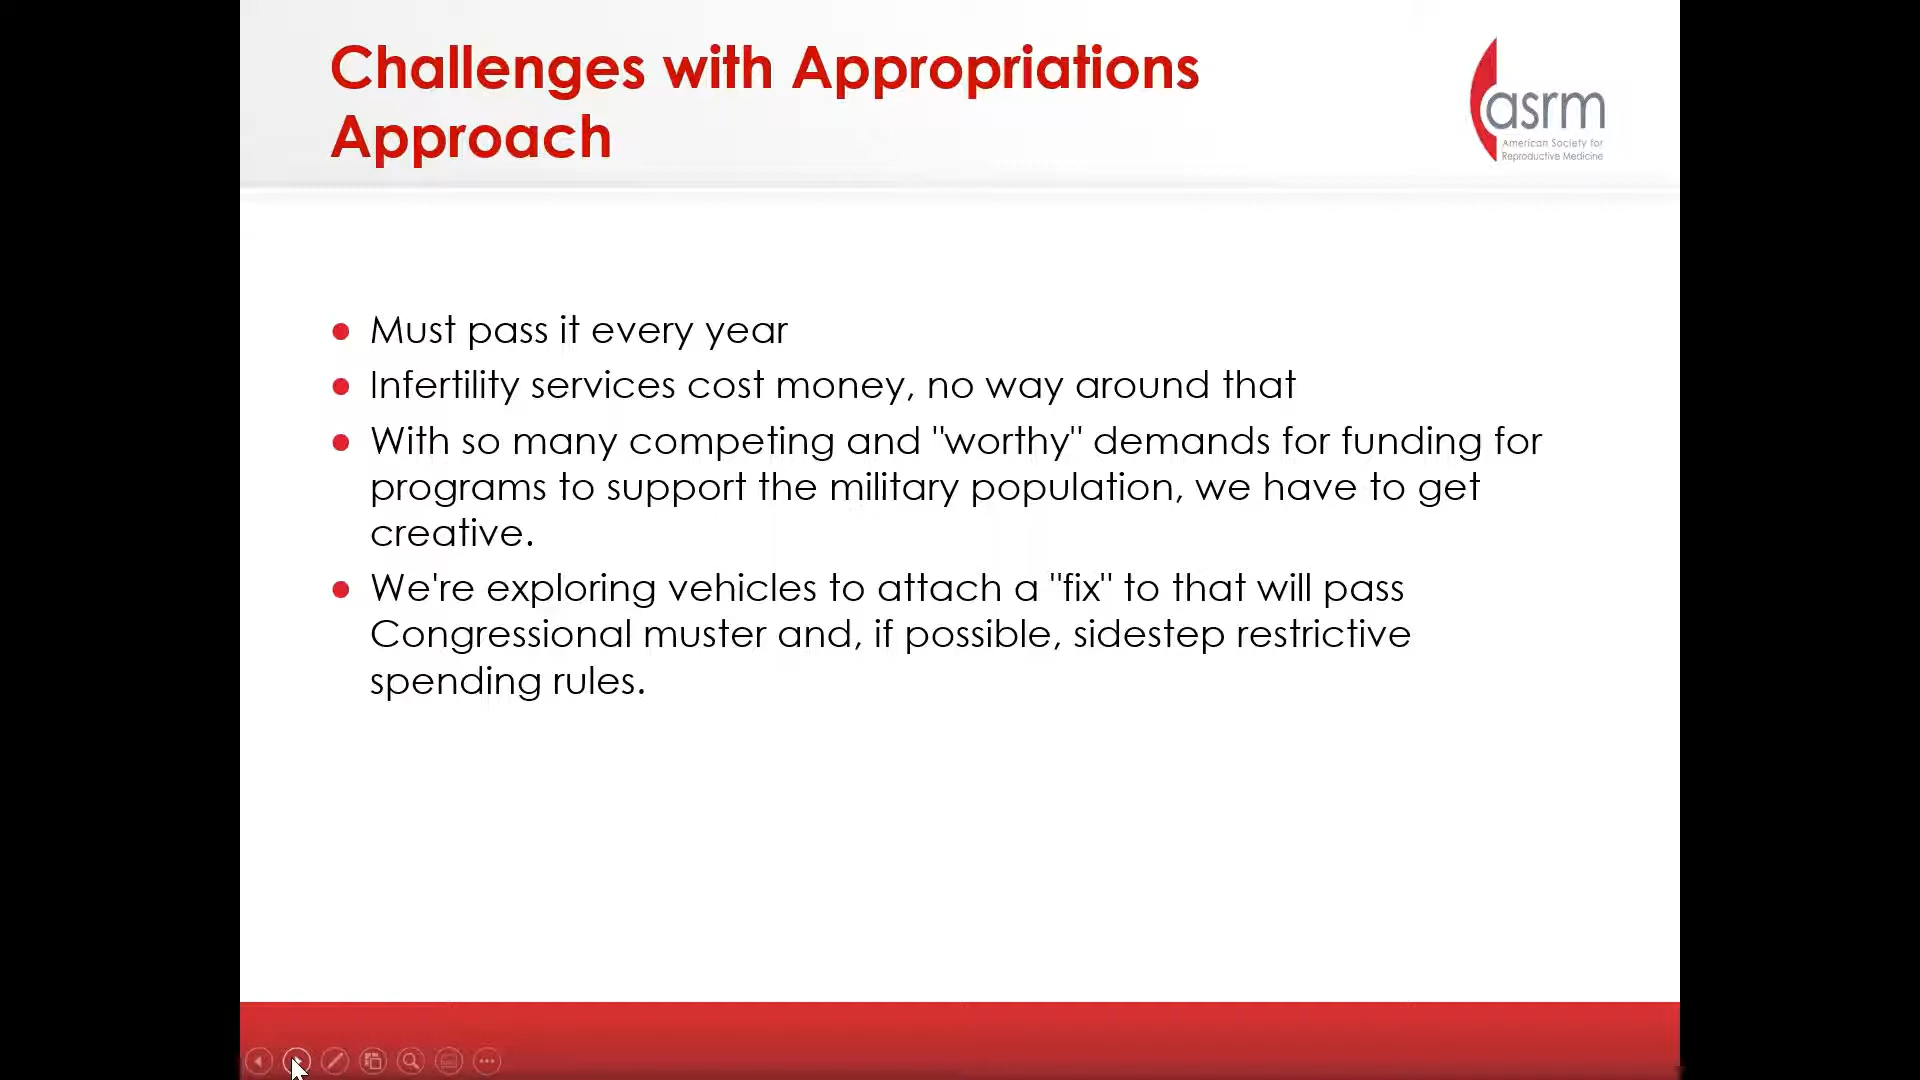 Challenges with Appropriations
Approach
asrm
American Society for
Reproductive Medicine
Must pass it every year
Infertility services cost money, no way around that
With so many competing and "worthy" demands for funding for
programs to support the military population, we have to get
creative.
We're exploring vehicles to attach a "fix" to that will pass
Congressional muster and, if possible, sidestep restrictive
spending rules.